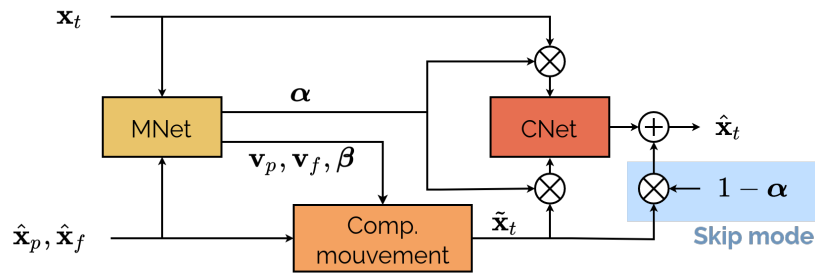 𝐱_t
𝜶
MNet
CNet
+
𝐱̂_t
𝐯_p, 𝐯_f, 𝜷
1 − 𝜶
𝐱̂_p, 𝐱̂_f
Comp.
mouvement
𝐱̃_t
Skip mode